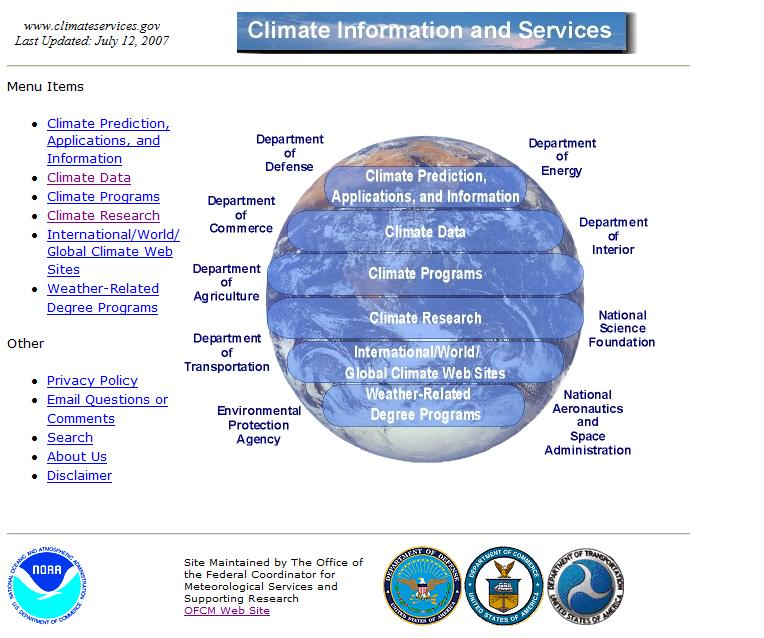 www.climateservices.gov
Last Updated: July 12, 2007
Climate Information and Services
Menu Items
Climate Prediction,
Applications, and
Information
Climate Data
Climate Programs
Climate Research
International/World/
Global Climate Web
Sites
Weather-Related
Degree Programs
Other
Privacy Policy
Email Questions or
Comments
Search
About Us
Disclaimer
Department
of
Defense
Department
of
Commerce
Department
of
Agriculture
Department
of
Transportation
Environmental
Protection
Agency
Climate Prediction,
Applications, and Information
Climate Data
Climate Programs
Climate Research
International/World/
Global Climate Web Sites
Weather-Related
Degree Programs
Department
of
Energy
Department
of
Interior
National
Science
Foundation
National
Aeronautics
and
Space
Administration
NATIONAL OCEANIC AND ATMOSPHERIC ADMINISTRATION
NOAA
U.S. DEPARTMENT OF COMMERCE
Site Maintained by The Office of
the Federal Coordinator for
Meteorological Services and
Supporting Research
OFCM Web Site
DEPARTMENT OF DEFENSE
UNITED STATES OF AMERICA
DEPARTMENT OF COMMERCE
UNITED STATES OF AMERICA
DEPARTMENT OF TRANSPORTATION
UNITED STATES OF AMERICA